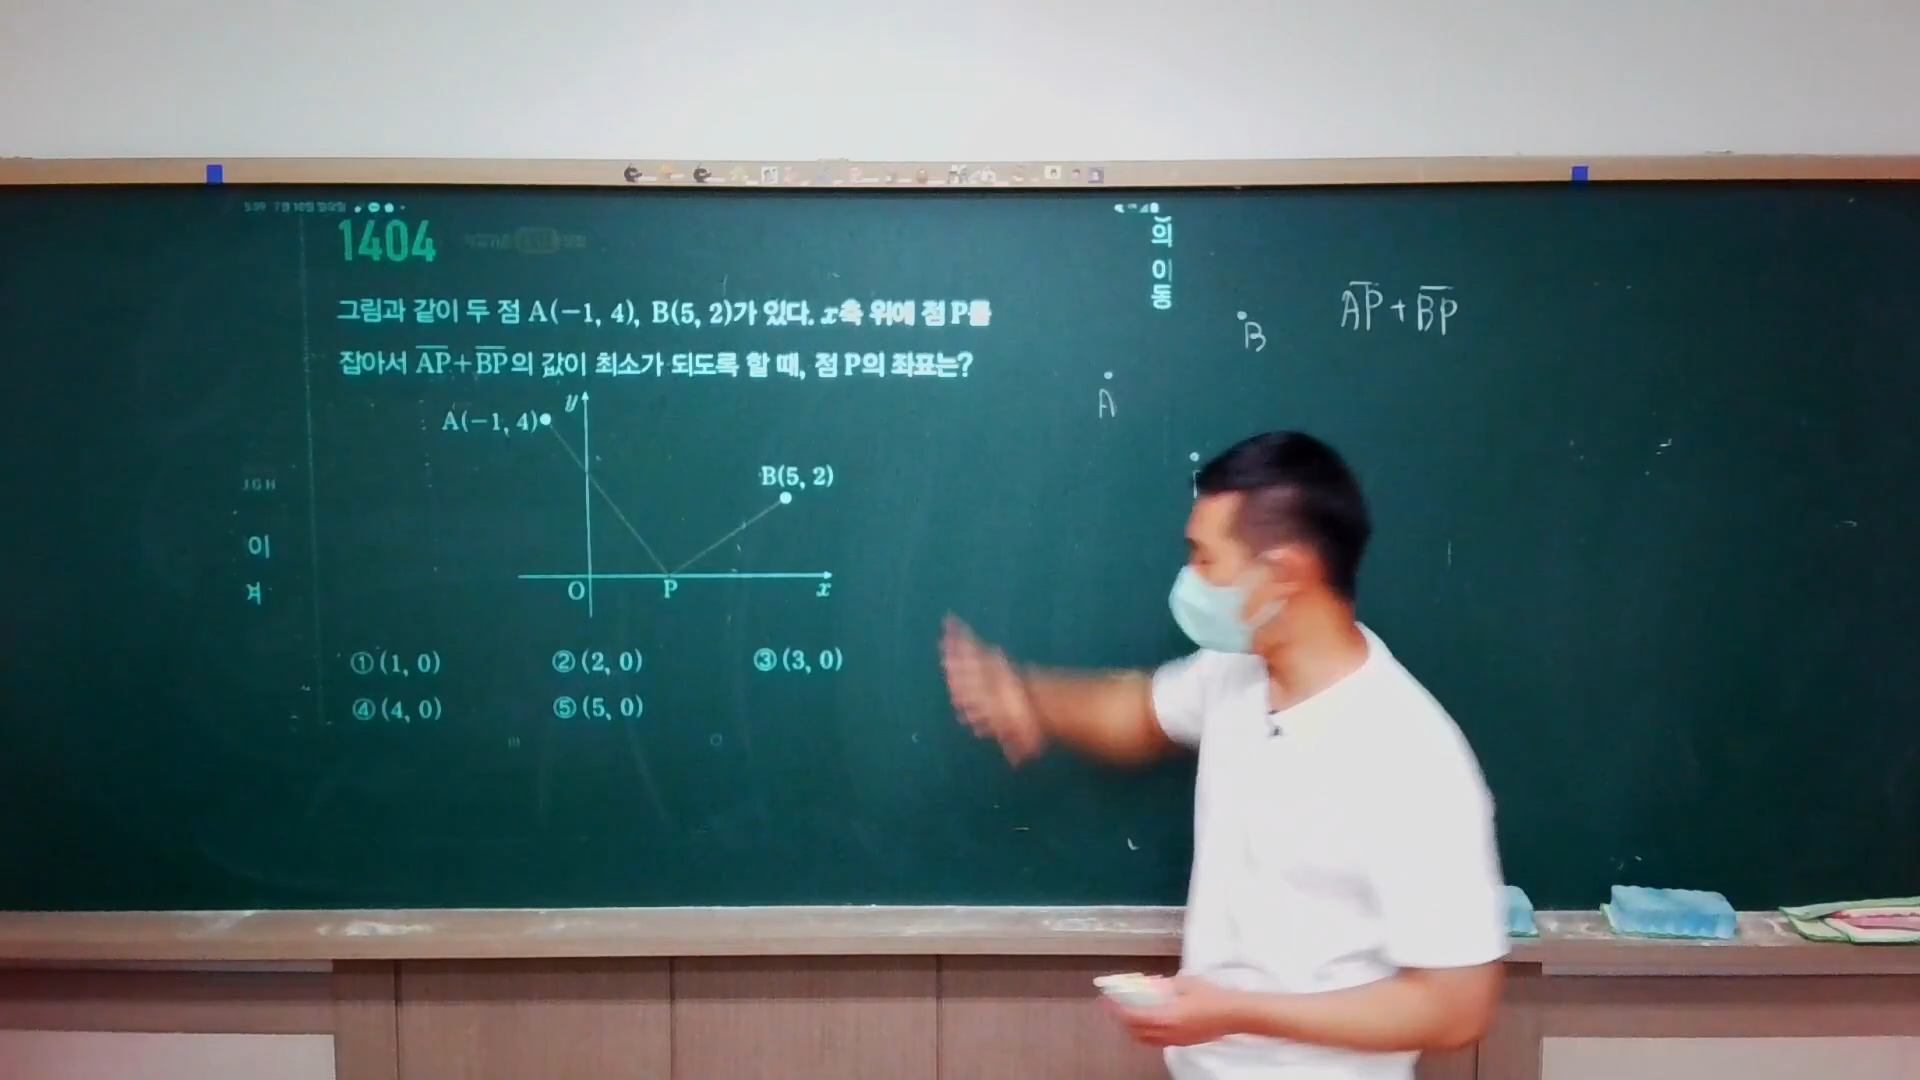 1404
그림과 같이 두 점 A(−1, 4), B(5, 2)가 있다. x축 위에 점 P를
잡아서 AP+BP의 값이 최소가 되도록 할 때, 점 P의 좌표는?
y
A(−1, 4)
B(5, 2)
O
P
x
① (1, 0)
② (2, 0)
③ (3, 0)
④ (4, 0)
⑤ (5, 0)
JGH
이
의 이동
B
AP+BP
A